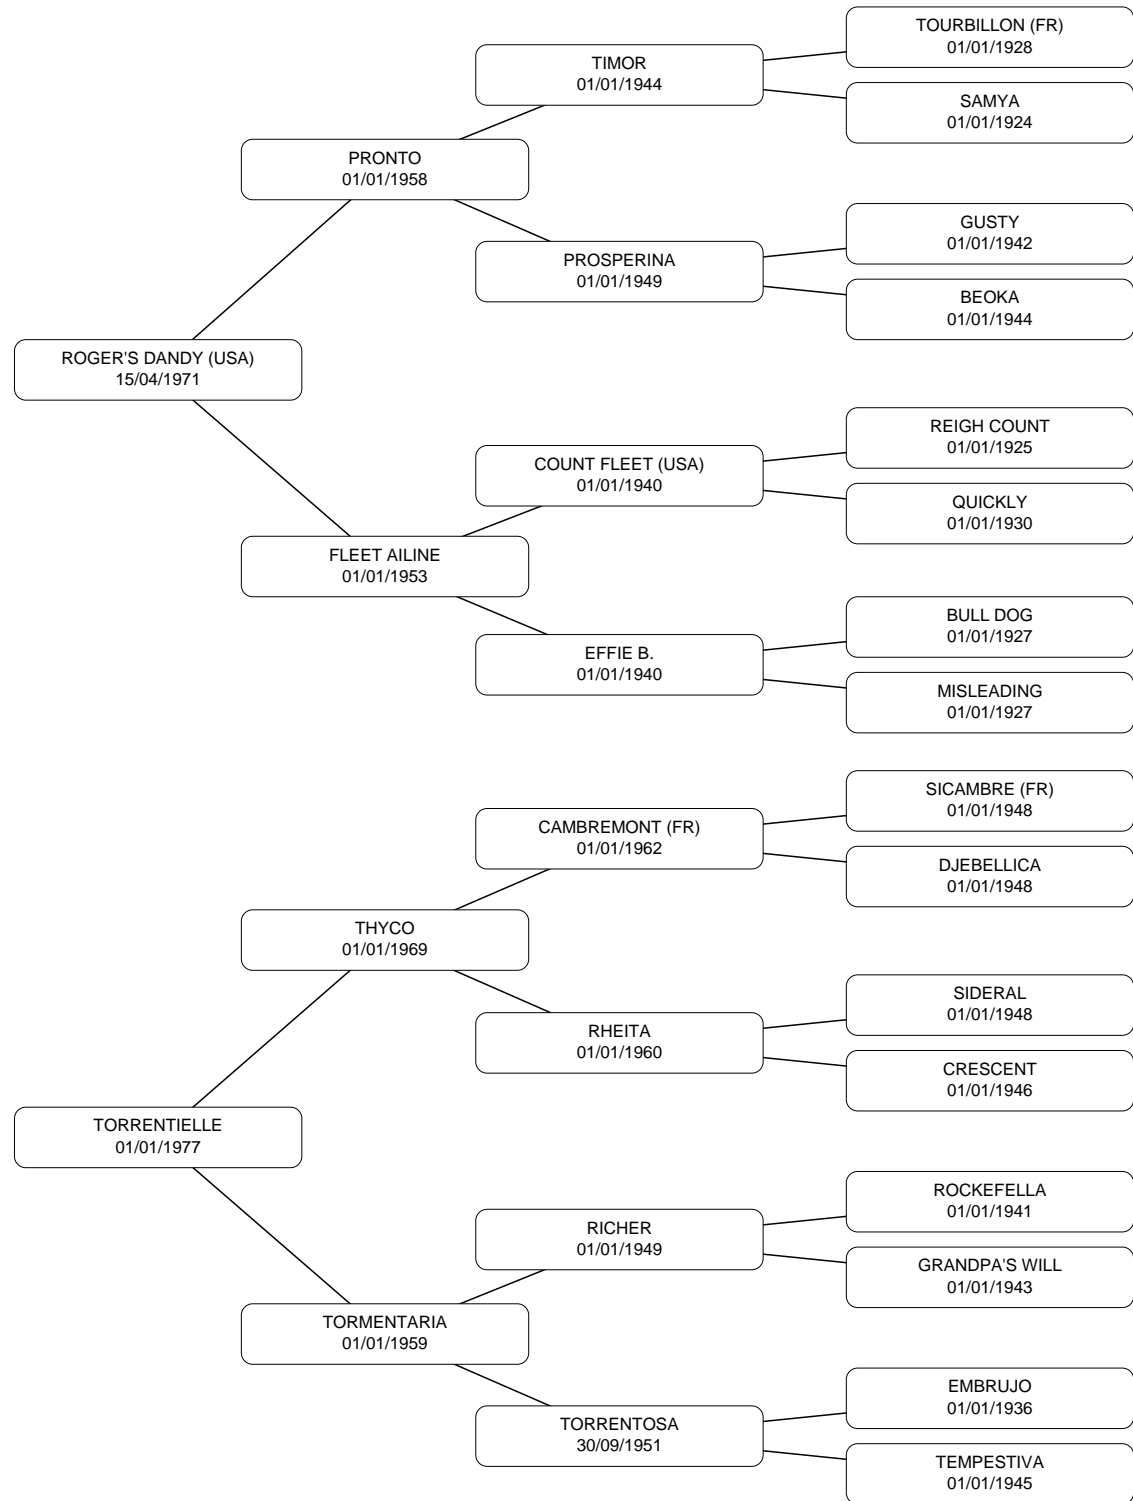 TOURBILLON (FR)
01/01/1928
TIMOR
01/01/1944
SAMYA
01/01/1924
PRONTO
01/01/1958
GUSTY
01/01/1942
PROSPERINA
01/01/1949
BEOKA
01/01/1944
ROGER'S DANDY (USA)
15/04/1971
REIGH COUNT
01/01/1925
COUNT FLEET (USA)
01/01/1940
QUICKLY
01/01/1930
FLEET AILINE
01/01/1953
BULL DOG
01/01/1927
EFFIE B.
01/01/1940
MISLEADING
01/01/1927
SICAMBRE (FR)
01/01/1948
CAMBREMONT (FR)
01/01/1962
DJEBELLICA
01/01/1948
THYCO
01/01/1969
SIDERAL
01/01/1948
RHEITA
01/01/1960
CRESCENT
01/01/1946
TORRENTIELLE
01/01/1977
ROCKEFELLA
01/01/1941
RICHER
01/01/1949
GRANDPA'S WILL
01/01/1943
TORMENTARIA
01/01/1959
EMBRUJO
01/01/1936
TORRENTOSA
30/09/1951
TEMPESTIVA
01/01/1945